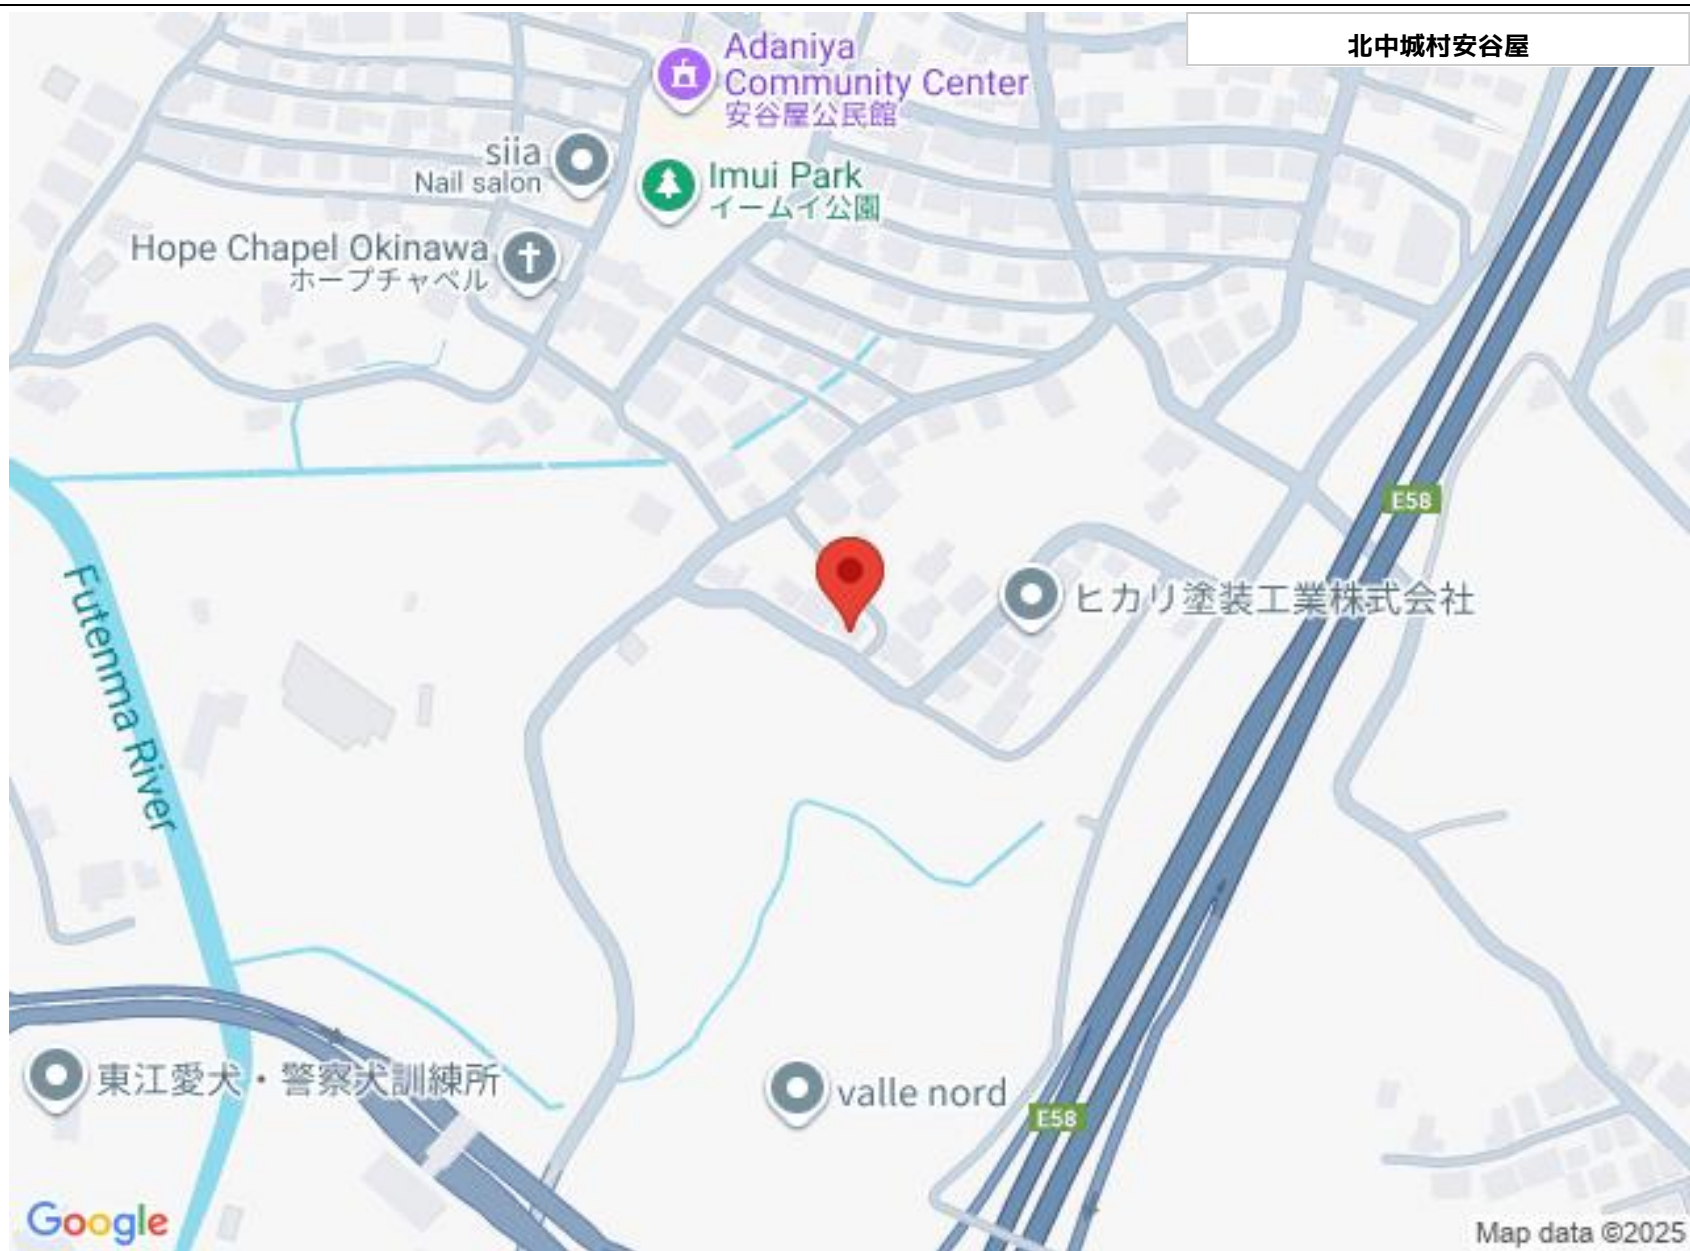 北中城村安谷屋
Adaniya
Community Center
安谷屋公民館
siia
Nail salon
Imui Park
イームイ公園
Hope Chapel Okinawa
ホープチャペル
E58
ヒカリ塗装工業株式会社
Futenma River
東江愛犬・警察犬訓練所
valle nord
E58
Google
Map data ©2025